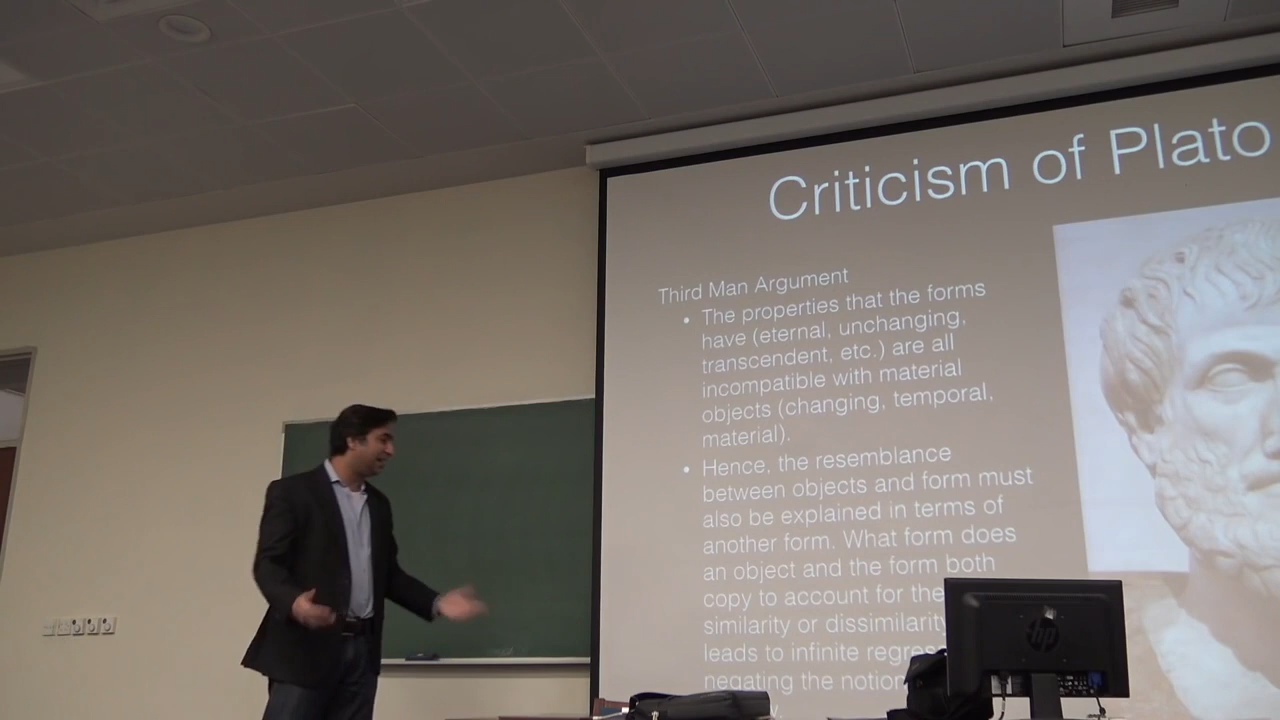 Criticism of Plato
Third Man Argument
• The properties that the forms
have (eternal, unchanging,
transcendent, etc.) are all
incompatible with material
objects (changing, temporal,
material).
• Hence, the resemblance
between objects and form must
also be explained in terms of
another form. What form does
an object and the form both
copy to account for the
similarity or dissimilarity
leads to infinite
negating the notion
hp